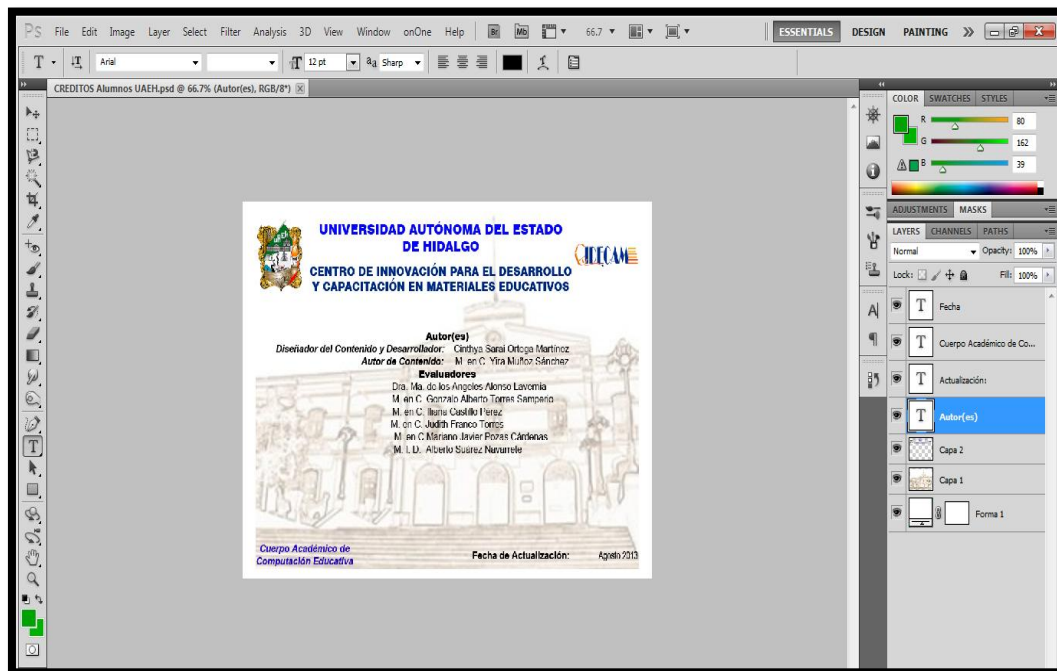 Ps File Edit Image Layer Select Filter Analysis 3D View Window onOne Help Br Mb 66.7 ESSENTIALS DESIGN PAINTING
T Arial 12 pt aa Sharp
CREDITOS Alumnos UAEH.psd @ 66.7% (Autor(es), RGB/8*)
COLOR SWATCHES STYLES
R 80
G 162
B 39
ADJUSTMENTS MASKS
LAYERS CHANNELS PATHS
Normal Opacity: 100%
Lock: Fill: 100%
T Fecha
T Cuerpo Académico de Co...
T Actualización:
T Autor(es)
Capa 2
Capa 1
Forma 1
UNIVERSIDAD AUTÓNOMA DEL ESTADO
DE HIDALGO
CENTRO DE INNOVACIÓN PARA EL DESARROLLO
Y CAPACITACIÓN EN MATERIALES EDUCATIVOS
Autor(es)
Diseñador del Contenido y Desarrollador: Cinthya Sarai Ortega Martínez
Autor de Contenido: M. en C. Yira Muñoz Sánchez
Evaluadores
Dra. Ma. de los Angeles Alonso Lavernia
M. en C. Gonzalo Alberto Torres Samperio
M. en C. Iliana Castillo Pérez
M. en C. Judith Franco Torres
M. en C Mariano Javier Pozas Cárdenas
M. I. D. Alberto Suárez Navarrete
Cuerpo Académico de
Computación Educativa
Fecha de Actualización: Agosto 2013